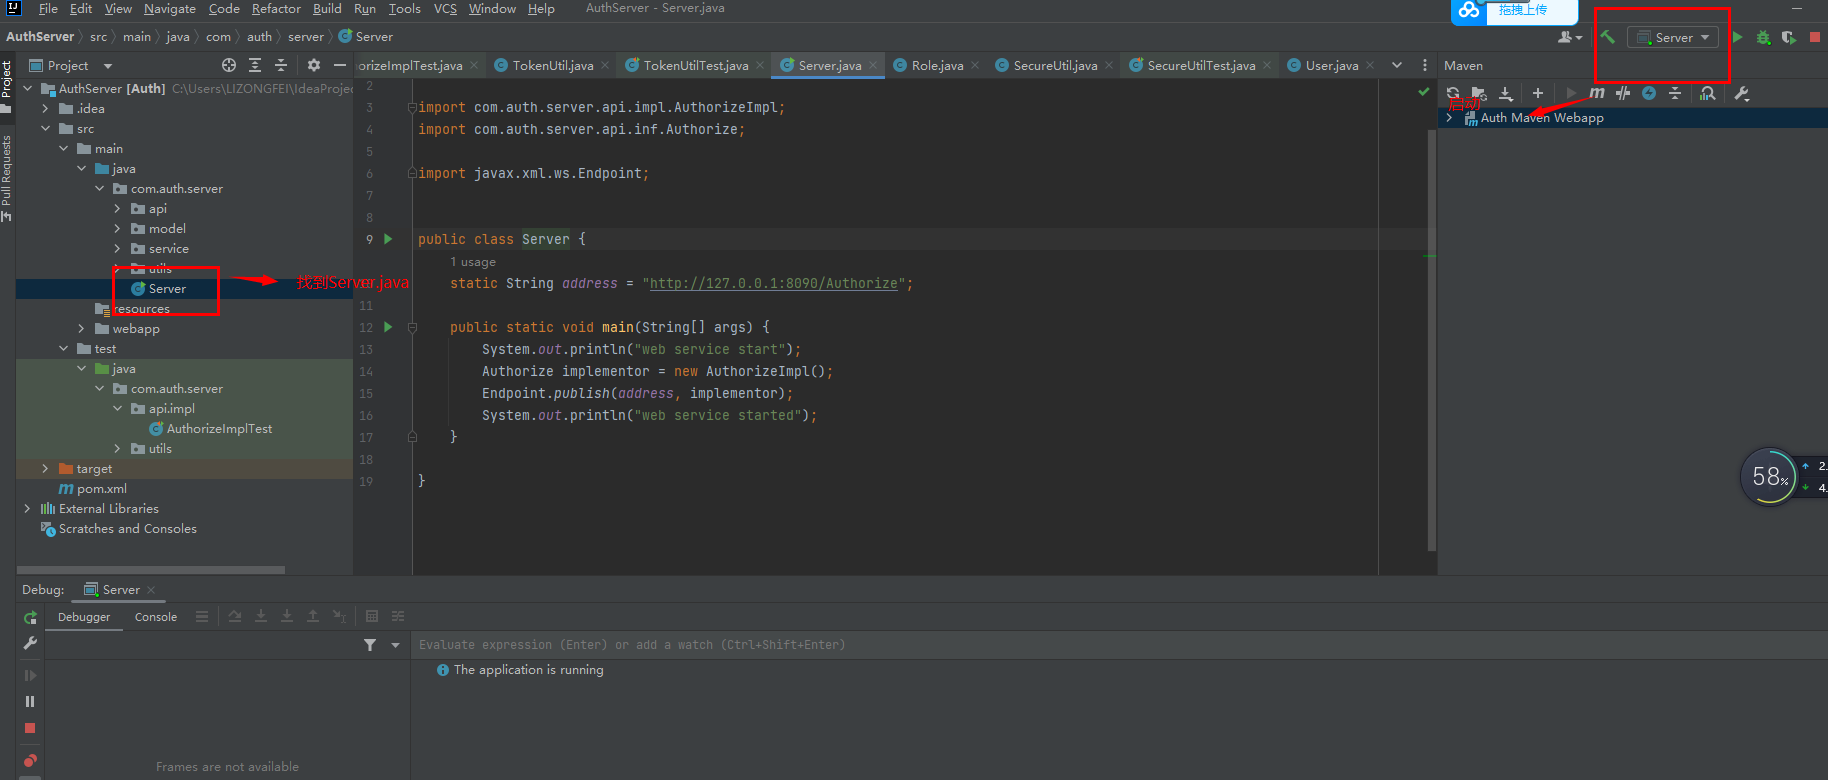 File Edit View Navigate Code Refactor Build Run Tools VCS Window Help AuthServer - Server.java
拖拽上传
AuthServer src main java com auth server Server
Server
Project
orizeImplTest.java TokenUtil.java TokenUtilTest.java Server.java Role.java SecureUtil.java SecureUtilTest.java User.java
Maven
Project
Pull Requests
AuthServer [Auth] C:\Users\LIZONGFEI\IdeaProjec
.idea
src
main
java
com.auth.server
api
model
service
utils
Server
resources
webapp
test
java
com.auth.server
api.impl
AuthorizeImplTest
utils
target
pom.xml
External Libraries
Scratches and Consoles
找到Server.java
2
3 import com.auth.server.api.impl.AuthorizeImpl;
4 import com.auth.server.api.inf.Authorize;
5
6 import javax.xml.ws.Endpoint;
7
8
9 public class Server {
1 usage
static String address = "http://127.0.0.1:8090/Authorize";
11
12 public static void main(String[] args) {
13 System.out.println("web service start");
14 Authorize implementor = new AuthorizeImpl();
15 Endpoint.publish(address, implementor);
16 System.out.println("web service started");
17 }
18
19 }
启动
Auth Maven Webapp
58%
2.
4.
Debug: Server
Debugger Console
Evaluate expression (Enter) or add a watch (Ctrl+Shift+Enter)
The application is running
Frames are not available